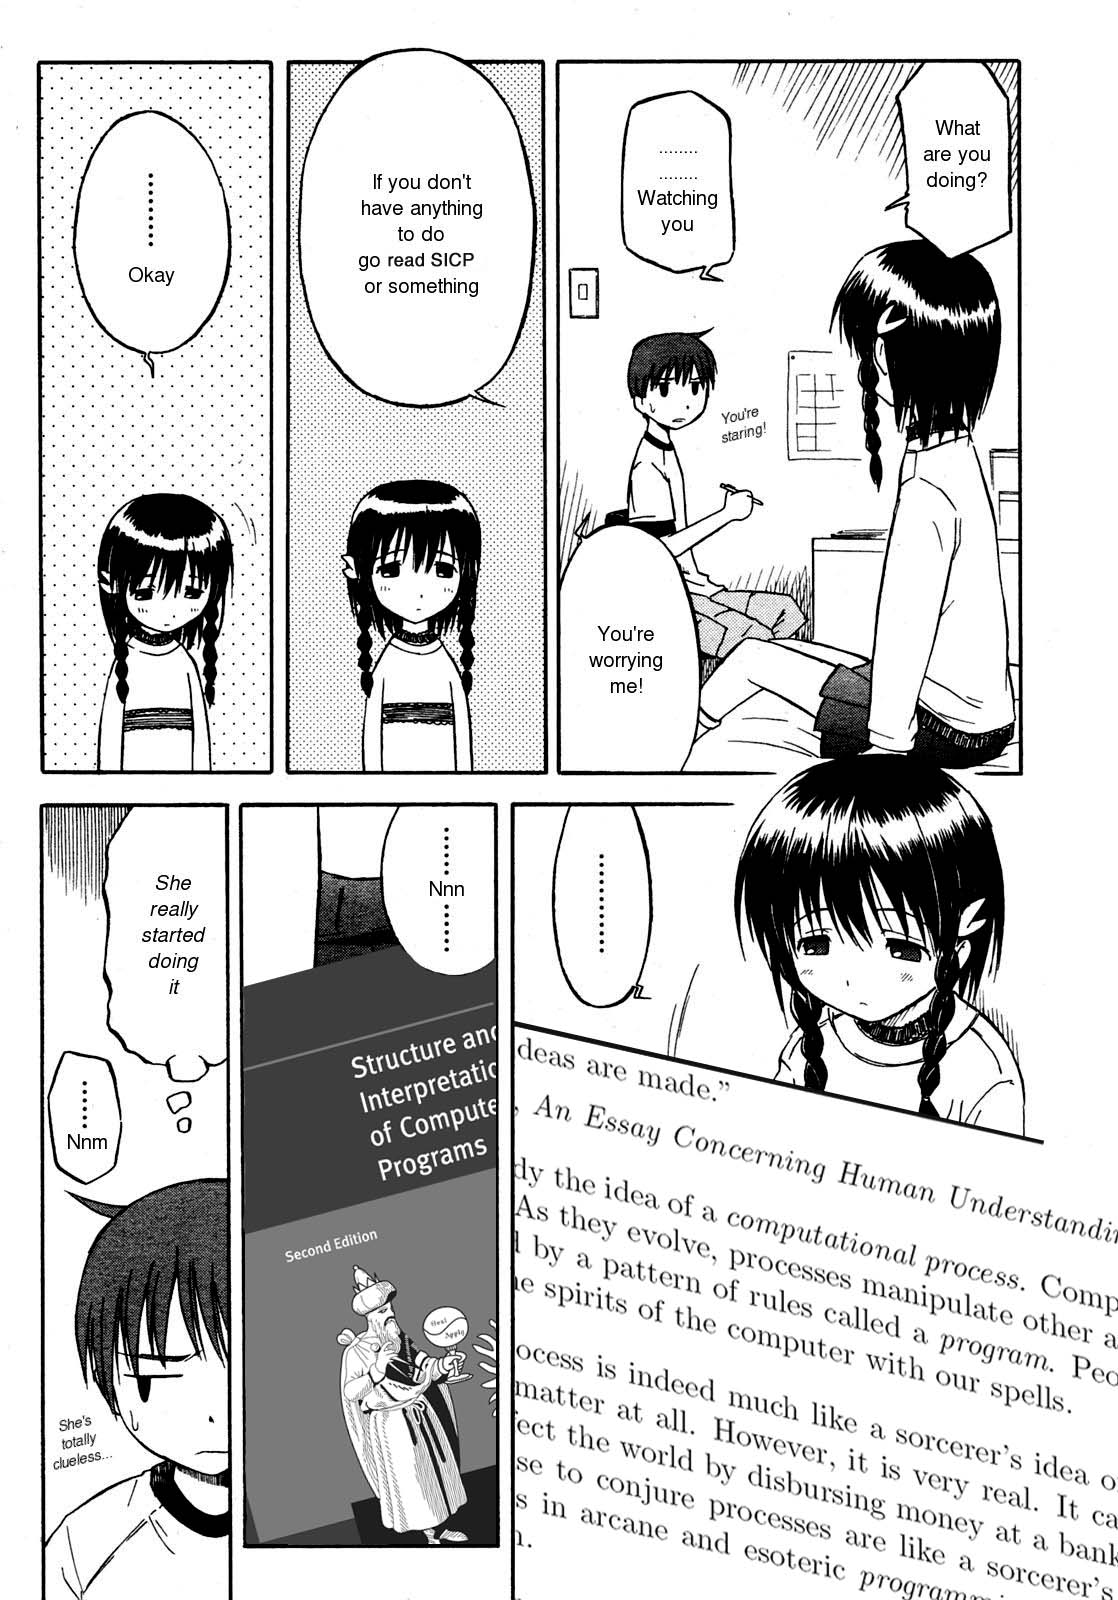 What
are you
doing?
........
........
Watching
you
You're
staring!
You're
worrying
me!
If you don't
have anything
to do
go read SICP
or something
..........
Okay
..........
deas are made."
, An Essay Concerning Human Understandin
dy the idea of a computational process. Comp
As they evolve, processes manipulate other a
d by a pattern of rules called a program. Peo
he spirits of the computer with our spells.
ocess is indeed much like a sorcerer's idea o
matter at all. However, it is very real. It ca
fect the world by disbursing money at a bank
se to conjure processes are like a sorcerer's
s in arcane and esoteric programmi
n.
......
Nnn
......
Structure and
Interpretatio
of Compute
Programs
Second Edition
Eval
Apply
She
really
started
doing
it
......
Nnm
She's
totally
clueless...